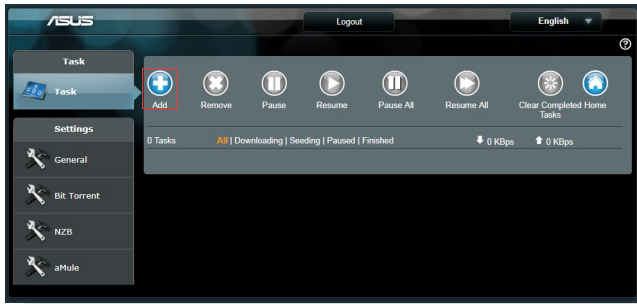 ASUS
Logout
English
?
Task
Task
Add
Remove
Pause
Resume
Pause All
Resume All
Clear Completed Tasks
Home
0 Tasks
All | Downloading | Seeding | Paused | Finished
0 KBps
0 KBps
Settings
General
Bit Torrent
NZB
aMule